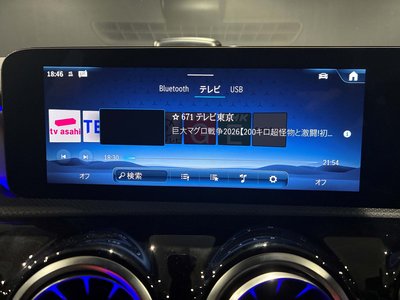 18:46
Bluetooth テレビ USB
tv asahi
TE
☆ 671 テレビ東京
巨大マグロ戦争2026【200キロ超怪物と激闘!初...
18:30
21:54
オフ
検索
オフ